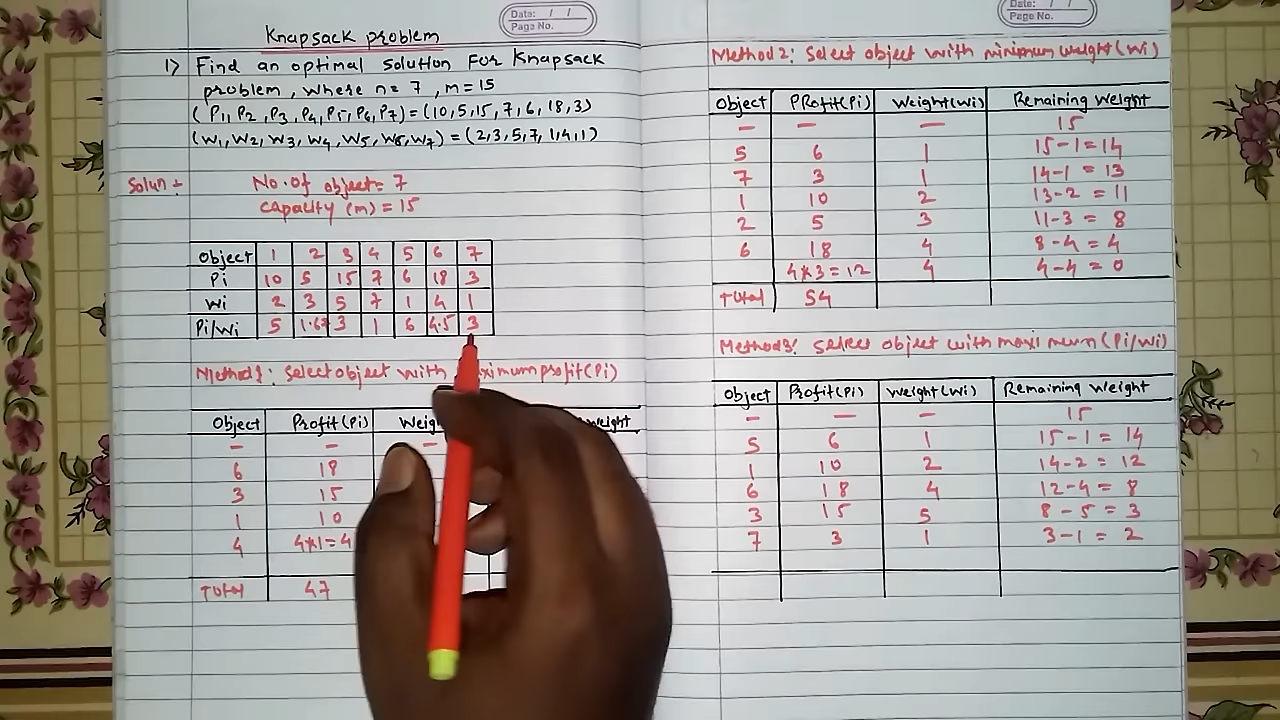 Date: / /
Page No.
Knapsack problem
1) Find an optimal solution For Knapsack
problem, where n= 7, m=15
(P1, P2, P3, P4, P5, P6, P7) = (10,5,15,7,6,18,3)
(W1, W2, W3, W4, W5, W6, W7) = (2,3,5,7,1,4,1)
Solun :- No. of object= 7
capacity (m) = 15
Object 1 2 3 4 5 6 7
Pi 10 5 15 7 6 18 3
Wi 2 3 5 7 1 4 1
Pi/Wi 5 1.67 3 1 6 4.5 3
Method1: Select object with profit(Pi)
Object Profit(Pi)
— — —
6 18
3 15
1 10
4 4*1=4
Total 47
Date: / /
Page No.
Method2: Select object with minimum weight(Wi)
Object PRofit(Pi) Weight(Wi) Remaining Weight
— — — 15
5 6 1 15-1=14
7 3 1 14-1 = 13
1 10 2 13-2 = 11
2 5 3 11-3 = 8
6 18 4 8-4 = 4
4*3=12 4 4-4 = 0
Total 54
Method3: Select object with maximum (Pi/Wi)
Object Profit(Pi) Weight(Wi) Remaining Weight
— — — 15
5 6 1 15-1 = 14
1 10 2 14-2 = 12
6 18 4 12-4 = 8
3 15 5 8-5 = 3
7 3 1 3-1 = 2